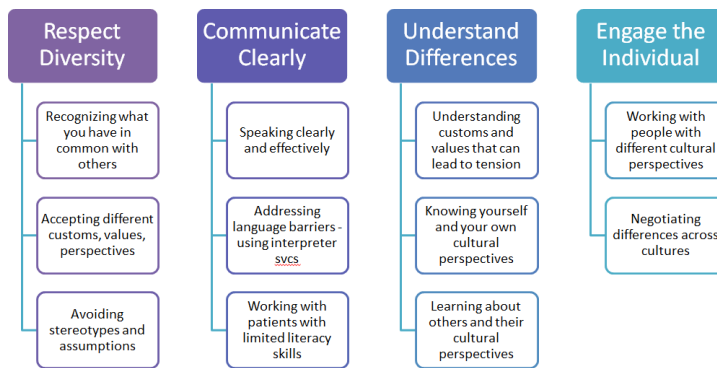 Respect
Diversity
Recognizing what
you have in
common with
others
Accepting different
customs, values,
perspectives
Avoiding
stereotypes and
assumptions
Communicate
Clearly
Speaking clearly
and effectively
Addressing
language barriers -
using interpreter
svcs
Working with
patients with
limited literacy
skills
Understand
Differences
Understanding
customs and
values that can
lead to tension
Knowing yourself
and your own
cultural
perspectives
Learning about
others and their
cultural
perspectives
Engage the
Individual
Working with
people with
different cultural
perspectives
Negotiating
differences across
cultures